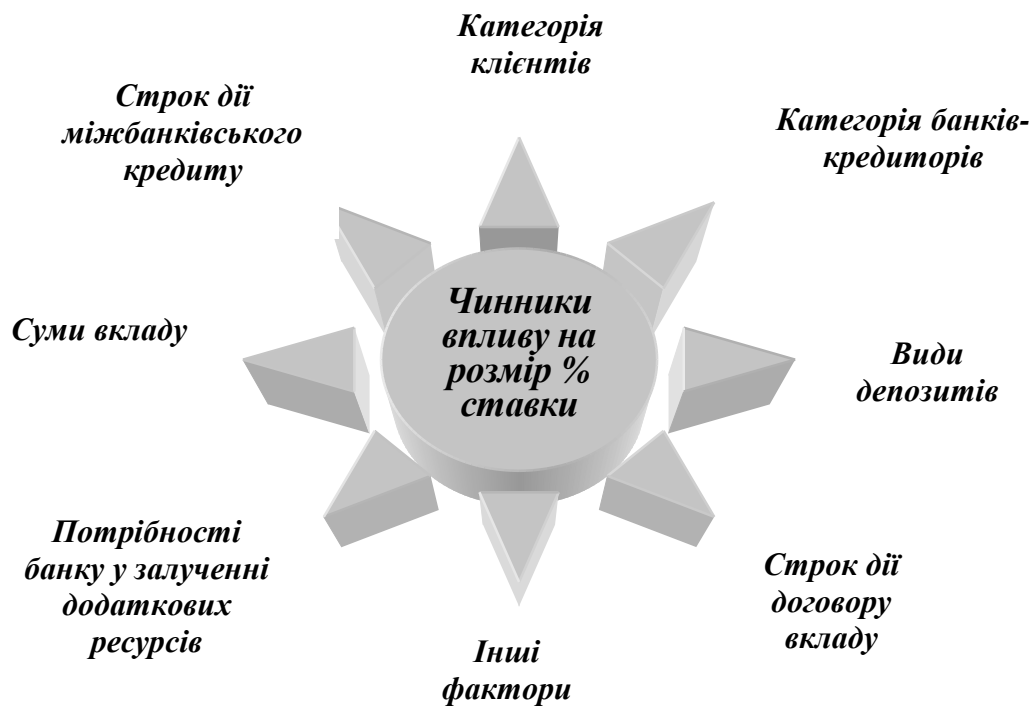 Категорія
клієнтів
Строк дії
міжбанківського
кредиту
Категорія банків-
кредиторів
Чинники
впливу на
розмір %
ставки
Суми вкладу
Види
депозитів
Потрібності
банку у залученні
додаткових
ресурсів
Строк дії
договору
вкладу
Інші
фактори